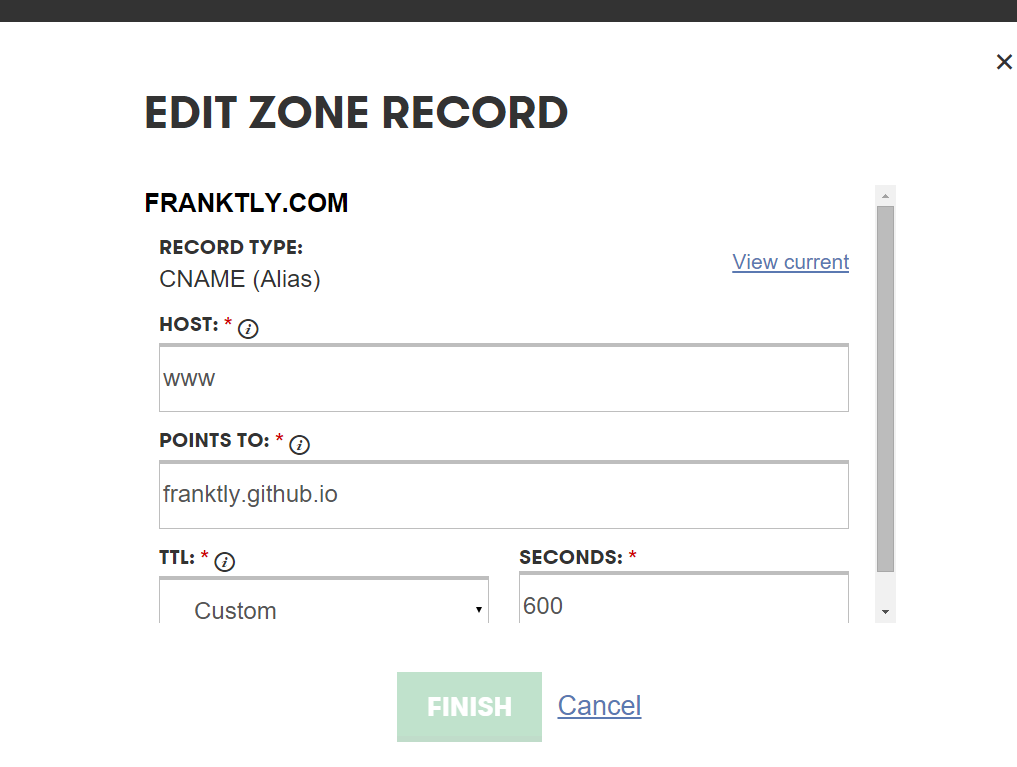 EDIT ZONE RECORD
FRANKTLY.COM
RECORD TYPE:
View current
CNAME (Alias)
HOST: *
www
POINTS TO: *
franktly.github.io
TTL: * SECONDS: *
Custom 600
FINISH Cancel